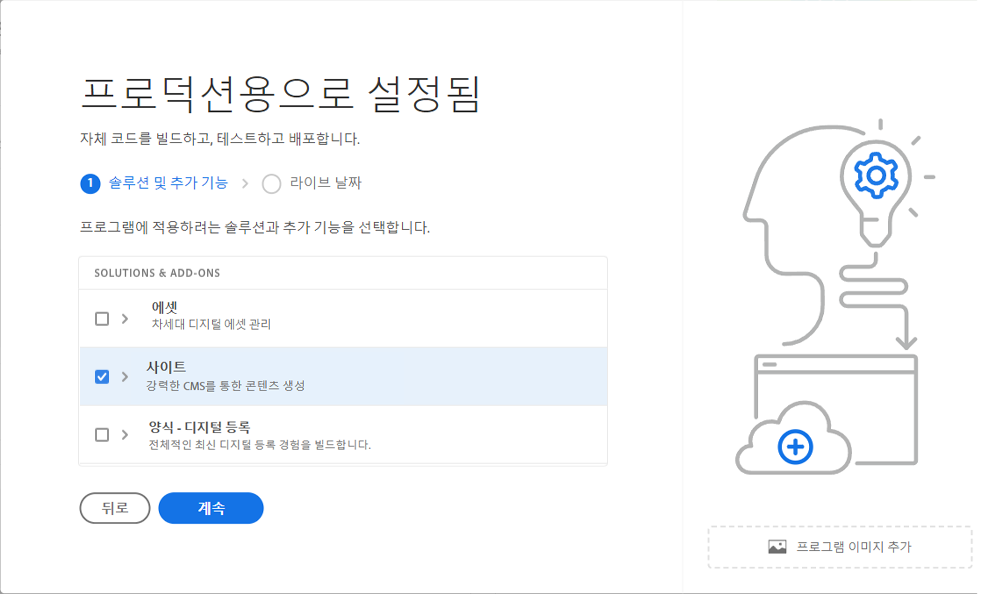 프로덕션용으로 설정됨
자체 코드를 빌드하고, 테스트하고 배포합니다.
1 솔루션 및 추가 기능 > 라이브 날짜
프로그램에 적용하려는 솔루션과 추가 기능을 선택합니다.
SOLUTIONS & ADD-ONS
에셋
차세대 디지털 에셋 관리
사이트
강력한 CMS를 통한 콘텐츠 생성
양식 - 디지털 등록
전체적인 최신 디지털 등록 경험을 빌드합니다.
뒤로 계속
프로그램 이미지 추가